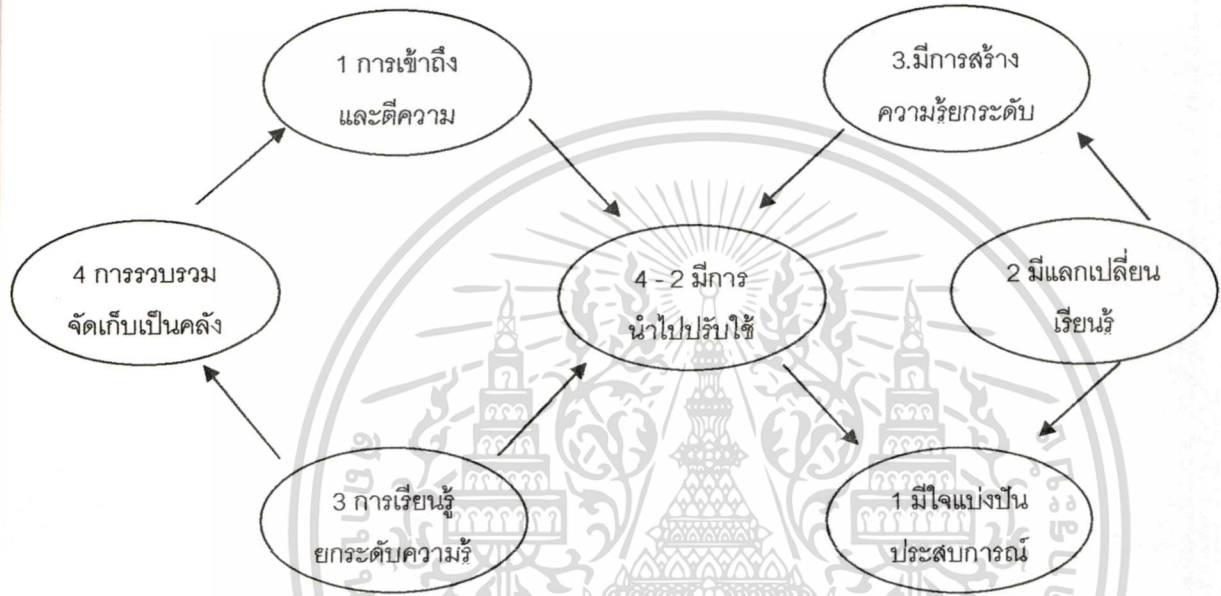 1 การเข้าถึง
และตีความ
3.มีการสร้าง
ความรู้ยกระดับ
4 การรวบรวม
จัดเก็บเป็นคลัง
4 - 2 มีการ
นำไปปรับใช้
2 มีแลกเปลี่ยน
เรียนรู้
3 การเรียนรู้
ยกระดับความรู้
1 มีใจแบ่งปัน
ประสบการณ์